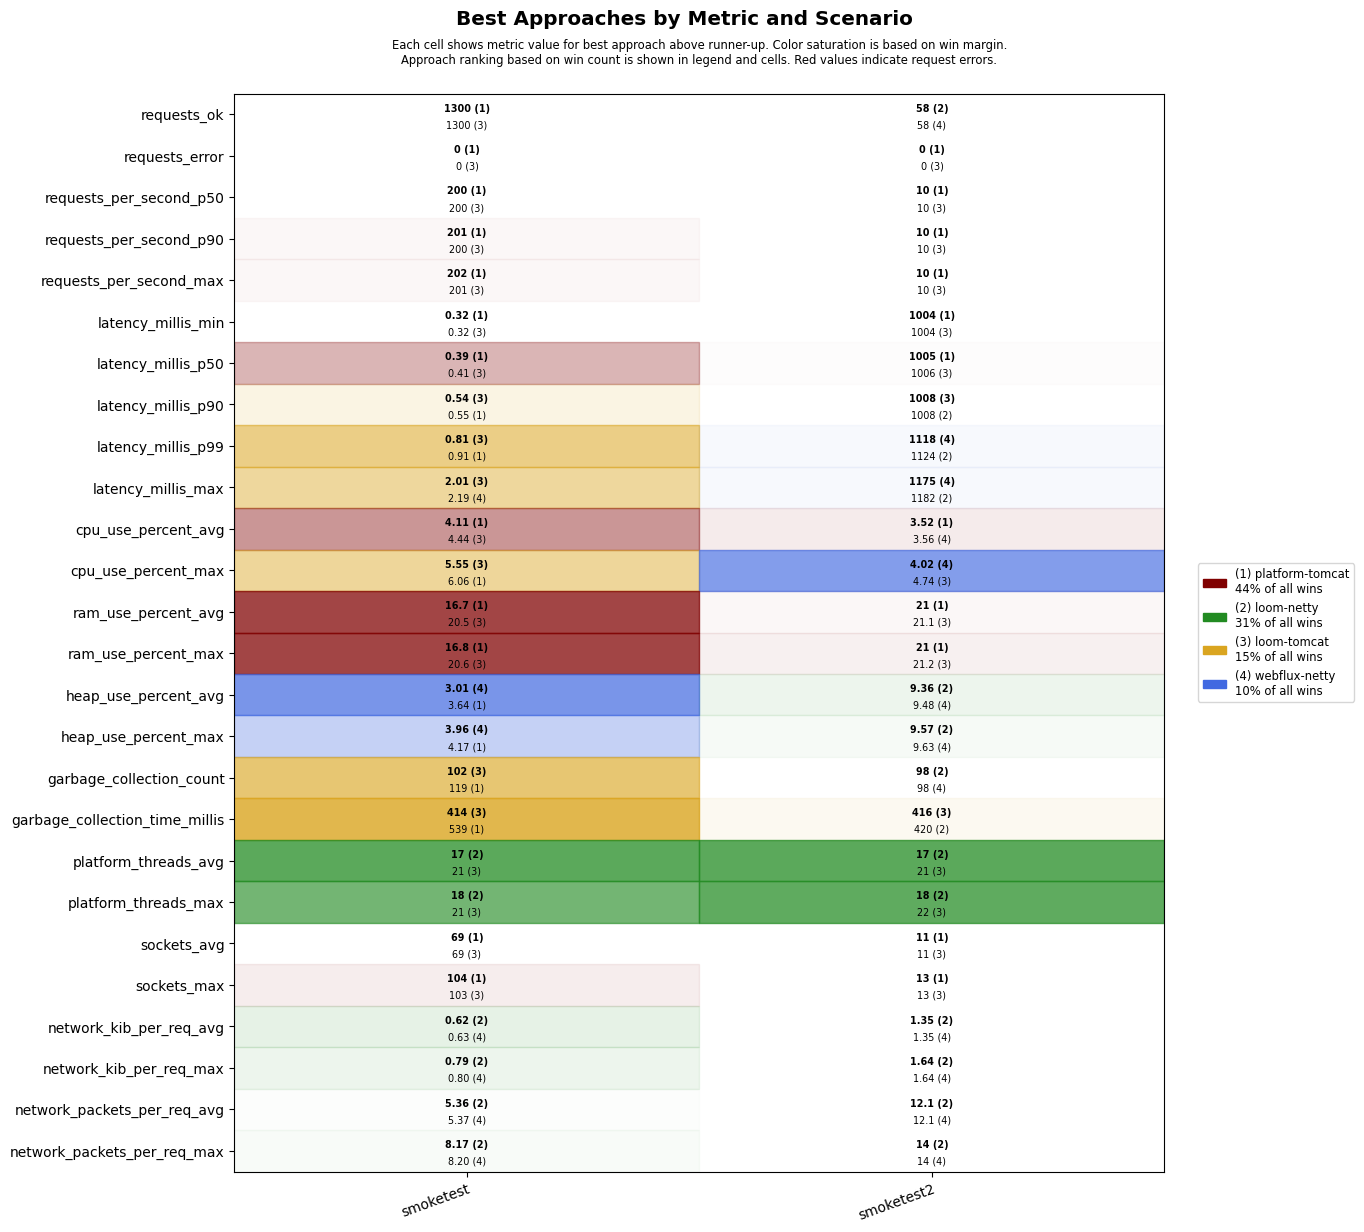 Best Approaches by Metric and Scenario
Each cell shows metric value for best approach above runner-up. Color saturation is based on win margin.
Approach ranking based on win count is shown in legend and cells. Red values indicate request errors.
requests_ok
1300 (1)
1300 (3)
58 (2)
58 (4)
requests_error
0 (1)
0 (3)
0 (1)
0 (3)
requests_per_second_p50
200 (1)
200 (3)
10 (1)
10 (3)
requests_per_second_p90
201 (1)
200 (3)
10 (1)
10 (3)
requests_per_second_max
202 (1)
201 (3)
10 (1)
10 (3)
latency_millis_min
0.32 (1)
0.32 (3)
1004 (1)
1004 (3)
latency_millis_p50
0.39 (1)
0.41 (3)
1005 (1)
1006 (3)
latency_millis_p90
0.54 (3)
0.55 (1)
1008 (3)
1008 (2)
latency_millis_p99
0.81 (3)
0.91 (1)
1118 (4)
1124 (2)
latency_millis_max
2.01 (3)
2.19 (4)
1175 (4)
1182 (2)
cpu_use_percent_avg
4.11 (1)
4.44 (3)
3.52 (1)
3.56 (4)
cpu_use_percent_max
5.55 (3)
6.06 (1)
4.02 (4)
4.74 (3)
ram_use_percent_avg
16.7 (1)
20.5 (3)
21 (1)
21.1 (3)
ram_use_percent_max
16.8 (1)
20.6 (3)
21 (1)
21.2 (3)
heap_use_percent_avg
3.01 (4)
3.64 (1)
9.36 (2)
9.48 (4)
heap_use_percent_max
3.96 (4)
4.17 (1)
9.57 (2)
9.63 (4)
garbage_collection_count
102 (3)
119 (1)
98 (2)
98 (4)
garbage_collection_time_millis
414 (3)
539 (1)
416 (3)
420 (2)
platform_threads_avg
17 (2)
21 (3)
17 (2)
21 (3)
platform_threads_max
18 (2)
21 (3)
18 (2)
22 (3)
sockets_avg
69 (1)
69 (3)
11 (1)
11 (3)
sockets_max
104 (1)
103 (3)
13 (1)
13 (3)
network_kib_per_req_avg
0.62 (2)
0.63 (4)
1.35 (2)
1.35 (4)
network_kib_per_req_max
0.79 (2)
0.80 (4)
1.64 (2)
1.64 (4)
network_packets_per_req_avg
5.36 (2)
5.37 (4)
12.1 (2)
12.1 (4)
network_packets_per_req_max
8.17 (2)
8.20 (4)
14 (2)
14 (4)
smoketest
smoketest2
(1) platform-tomcat
44% of all wins
(2) loom-netty
31% of all wins
(3) loom-tomcat
15% of all wins
(4) webflux-netty
10% of all wins